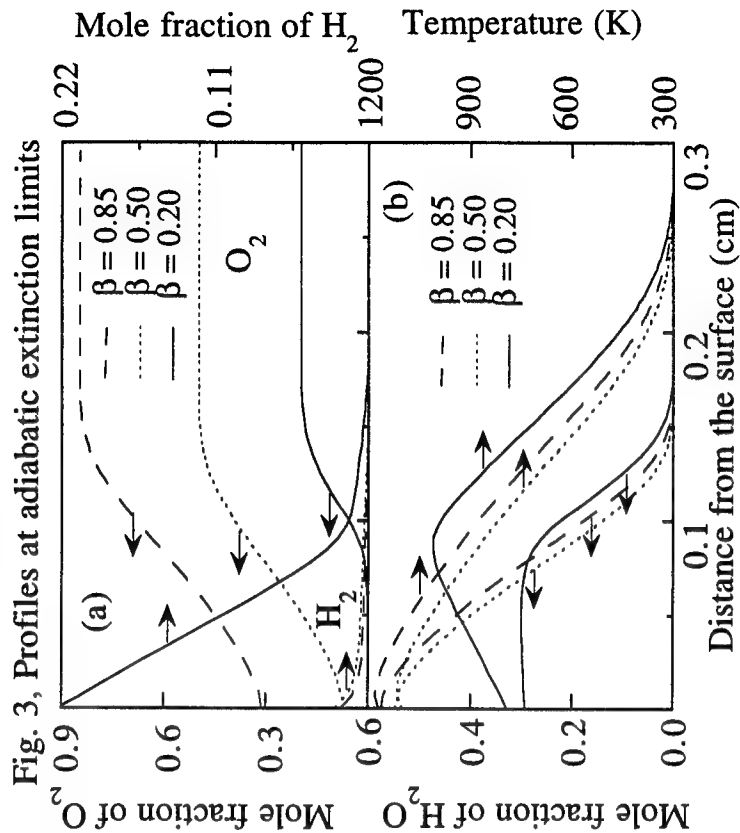 Fig. 3, Profiles at adiabatic extinction limits
Mole fraction of O₂
0.9
0.6
0.3
Mole fraction of H₂
0.22
0.11
(a)
β = 0.85
β = 0.50
β = 0.20
O₂
H₂
Mole fraction of H₂O
0.6
0.4
0.2
0.0
Temperature (K)
1200
900
600
300
(b)
β = 0.85
β = 0.50
β = 0.20
0.1
0.2
0.3
Distance from the surface (cm)